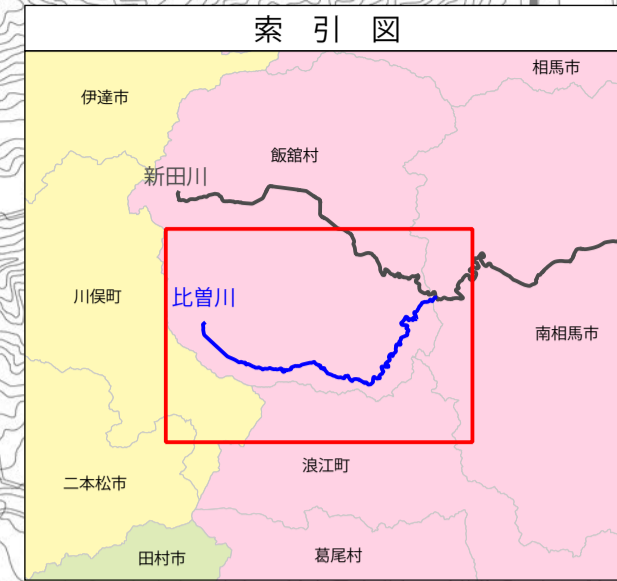 索引図
相馬市
伊達市
飯舘村
新田川
川俣町
比曽川
南相馬市
浪江町
二本松市
田村市
葛尾村